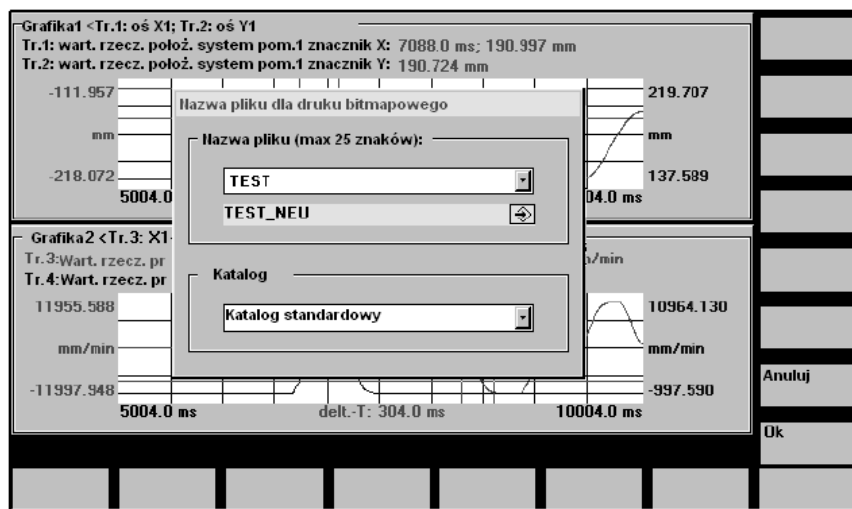 Grafika1 <Tr.1: oś X1; Tr.2: oś Y1
Tr.1: wart. rzecz. położ. system pom.1 znacznik X: 7088.0 ms; 190.997 mm
Tr.2: wart. rzecz. położ. system pom.1 znacznik Y: 190.724 mm
-111.957
219.707
mm
mm
-218.072
137.589
5004.0
04.0 ms
Nazwa pliku dla druku bitmapowego
Nazwa pliku (max 25 znaków):
TEST
TEST_NEU
Katalog
Katalog standardowy
Grafika2 <Tr.3: X1
Tr.3:Wart. rzecz. pr
/min
Tr.4:Wart. rzecz. pr
11955.588
10964.130
mm/min
mm/min
-11997.948
-997.590
5004.0 ms
delt.-T: 304.0 ms
10004.0 ms
Anuluj
Ok